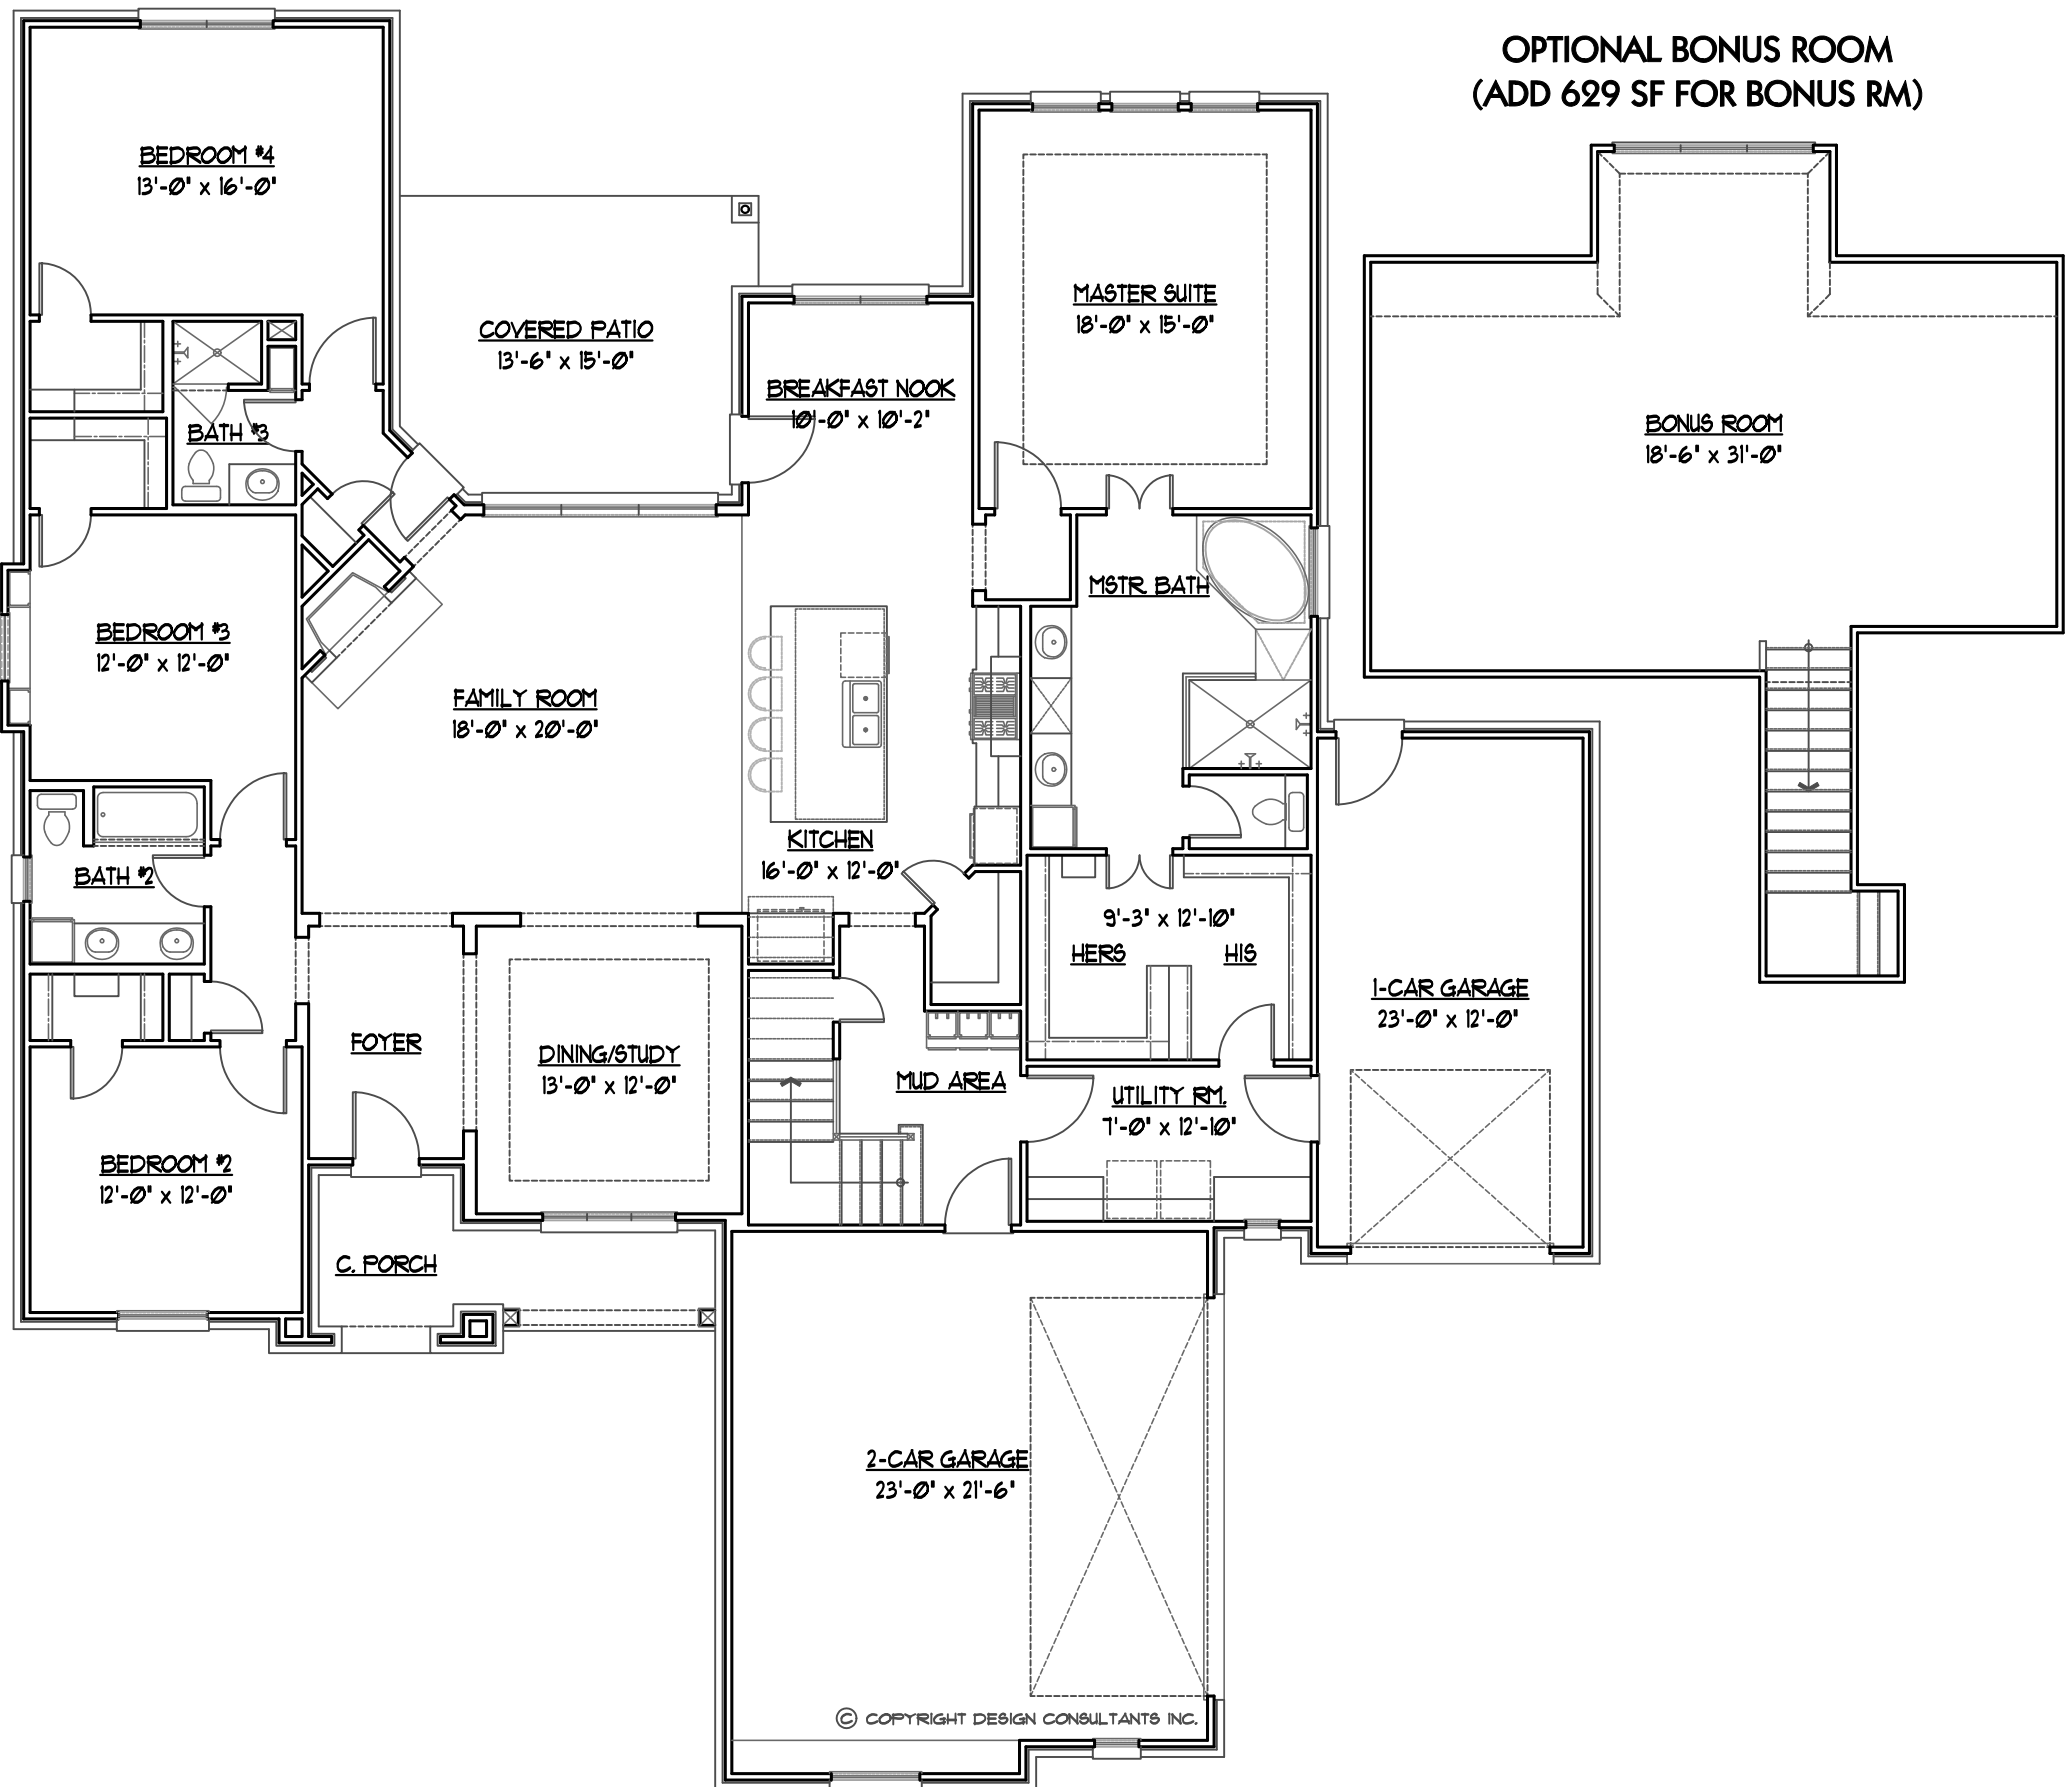 OPTIONAL BONUS ROOM
(ADD 629 SF FOR BONUS RM)
BEDROOM #4
13'-0" x 16'-0"
COVERED PATIO
13'-6" x 15'-0"
BREAKFAST NOOK
10'-0" x 10'-2"
MASTER SUITE
18'-0" x 15'-0"
BONUS ROOM
18'-6" x 31'-0"
BATH #3
MSTR. BATH
BEDROOM #3
12'-0" x 12'-0"
FAMILY ROOM
18'-0" x 20'-0"
KITCHEN
16'-0" x 12'-0"
BATH #2
9'-3" x 12'-10"
HERS
HIS
1-CAR GARAGE
23'-0" x 12'-0"
FOYER
DINING/STUDY
13'-0" x 12'-0"
MUD AREA
UTILITY RM.
7'-0" x 12'-10"
BEDROOM #2
12'-0" x 12'-0"
C. PORCH
2-CAR GARAGE
23'-0" x 21'-6"
© COPYRIGHT DESIGN CONSULTANTS INC.